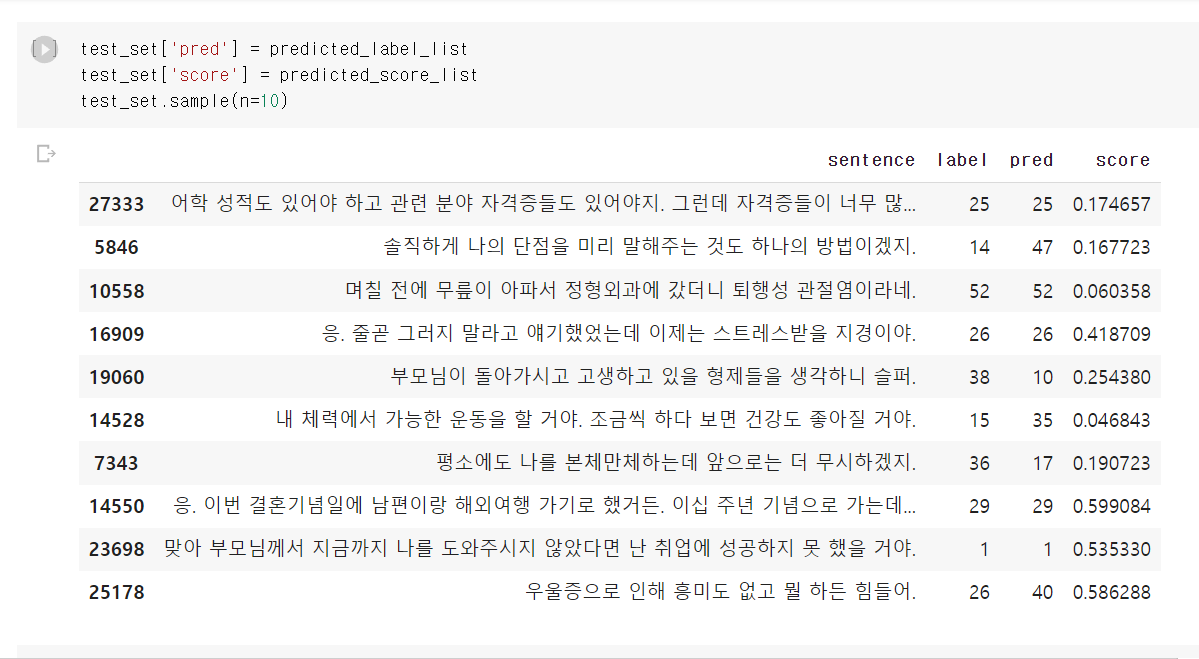 test_set['pred'] = predicted_label_list
test_set['score'] = predicted_score_list
test_set.sample(n=10)
sentence label pred score
27333 어학 성적도 있어야 하고 관련 분야 자격증들도 있어야지. 그런데 자격증들이 너무 많... 25 25 0.174657
5846 솔직하게 나의 단점을 미리 말해주는 것도 하나의 방법이겠지. 14 47 0.167723
10558 며칠 전에 무릎이 아파서 정형외과에 갔더니 퇴행성 관절염이라네. 52 52 0.060358
16909 응. 줄곧 그러지 말라고 얘기했었는데 이제는 스트레스받을 지경이야. 26 26 0.418709
19060 부모님이 돌아가시고 고생하고 있을 형제들을 생각하니 슬퍼. 38 10 0.254380
14528 내 체력에서 가능한 운동을 할 거야. 조금씩 하다 보면 건강도 좋아질 거야. 15 35 0.046843
7343 평소에도 나를 본체만체하는데 앞으로는 더 무시하겠지. 36 17 0.190723
14550 응. 이번 결혼기념일에 남편이랑 해외여행 가기로 했거든. 이십 주년 기념으로 가는데... 29 29 0.599084
23698 맞아 부모님께서 지금까지 나를 도와주시지 않았다면 난 취업에 성공하지 못 했을 거야. 1 1 0.535330
25178 우울증으로 인해 흥미도 없고 뭘 하든 힘들어. 26 40 0.586288